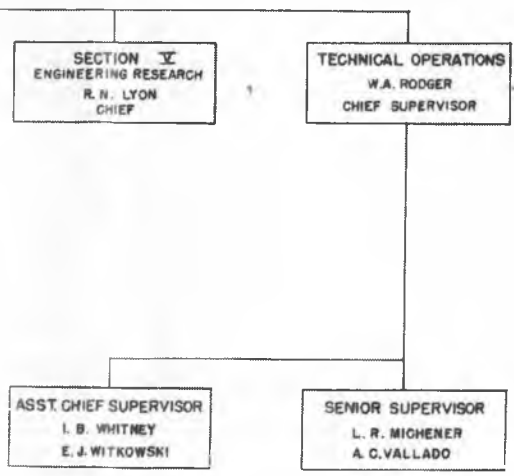 SECTION V
ENGINEERING RESEARCH
R. N. LYON
CHIEF
TECHNICAL OPERATIONS
W.A. RODGER
CHIEF SUPERVISOR
ASST. CHIEF SUPERVISOR
I. B. WHITNEY
E. J. WITKOWSKI
SENIOR SUPERVISOR
L. R. MICHENER
A. C. VALLADO